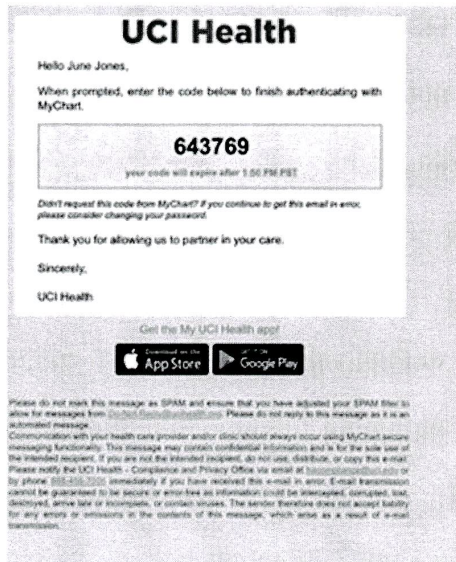 UCI Health
Hello June Jones,
When prompted, enter the code below to finish authenticating with
MyChart.
643769
your code will expire after 1:50 PM PST
Didn't request this code from MyChart? If you continue to get this email in error,
please consider changing your password.
Thank you for allowing us to partner in your care.
Sincerely,
UCI Health
Get the My UCI Health app!
Download on the
App Store
GET IT ON
Google Play
Please do not mark this message as SPAM and ensure that you have adjusted your SPAM filter to
allow for messages from Please do not reply to this message as it is an
automated message.
Communication with your health care provider and/or clinic should always occur using MyChart secure
messaging functionality. This message may contain confidential information and is for the sole use of
the intended recipient. If you are not the intended recipient, do not use, distribute, or copy this e-mail.
Please notify the UCI Health - Compliance and Privacy Office via email at or
by phone immediately if you have received this e-mail in error. E-mail transmission
cannot be guaranteed to be secure or error-free as information could be intercepted, corrupted, lost,
destroyed, arrive late or incomplete, or contain viruses. The sender therefore does not accept liability
for any errors or omissions in the contents of this message, which arise as a result of e-mail
transmission.